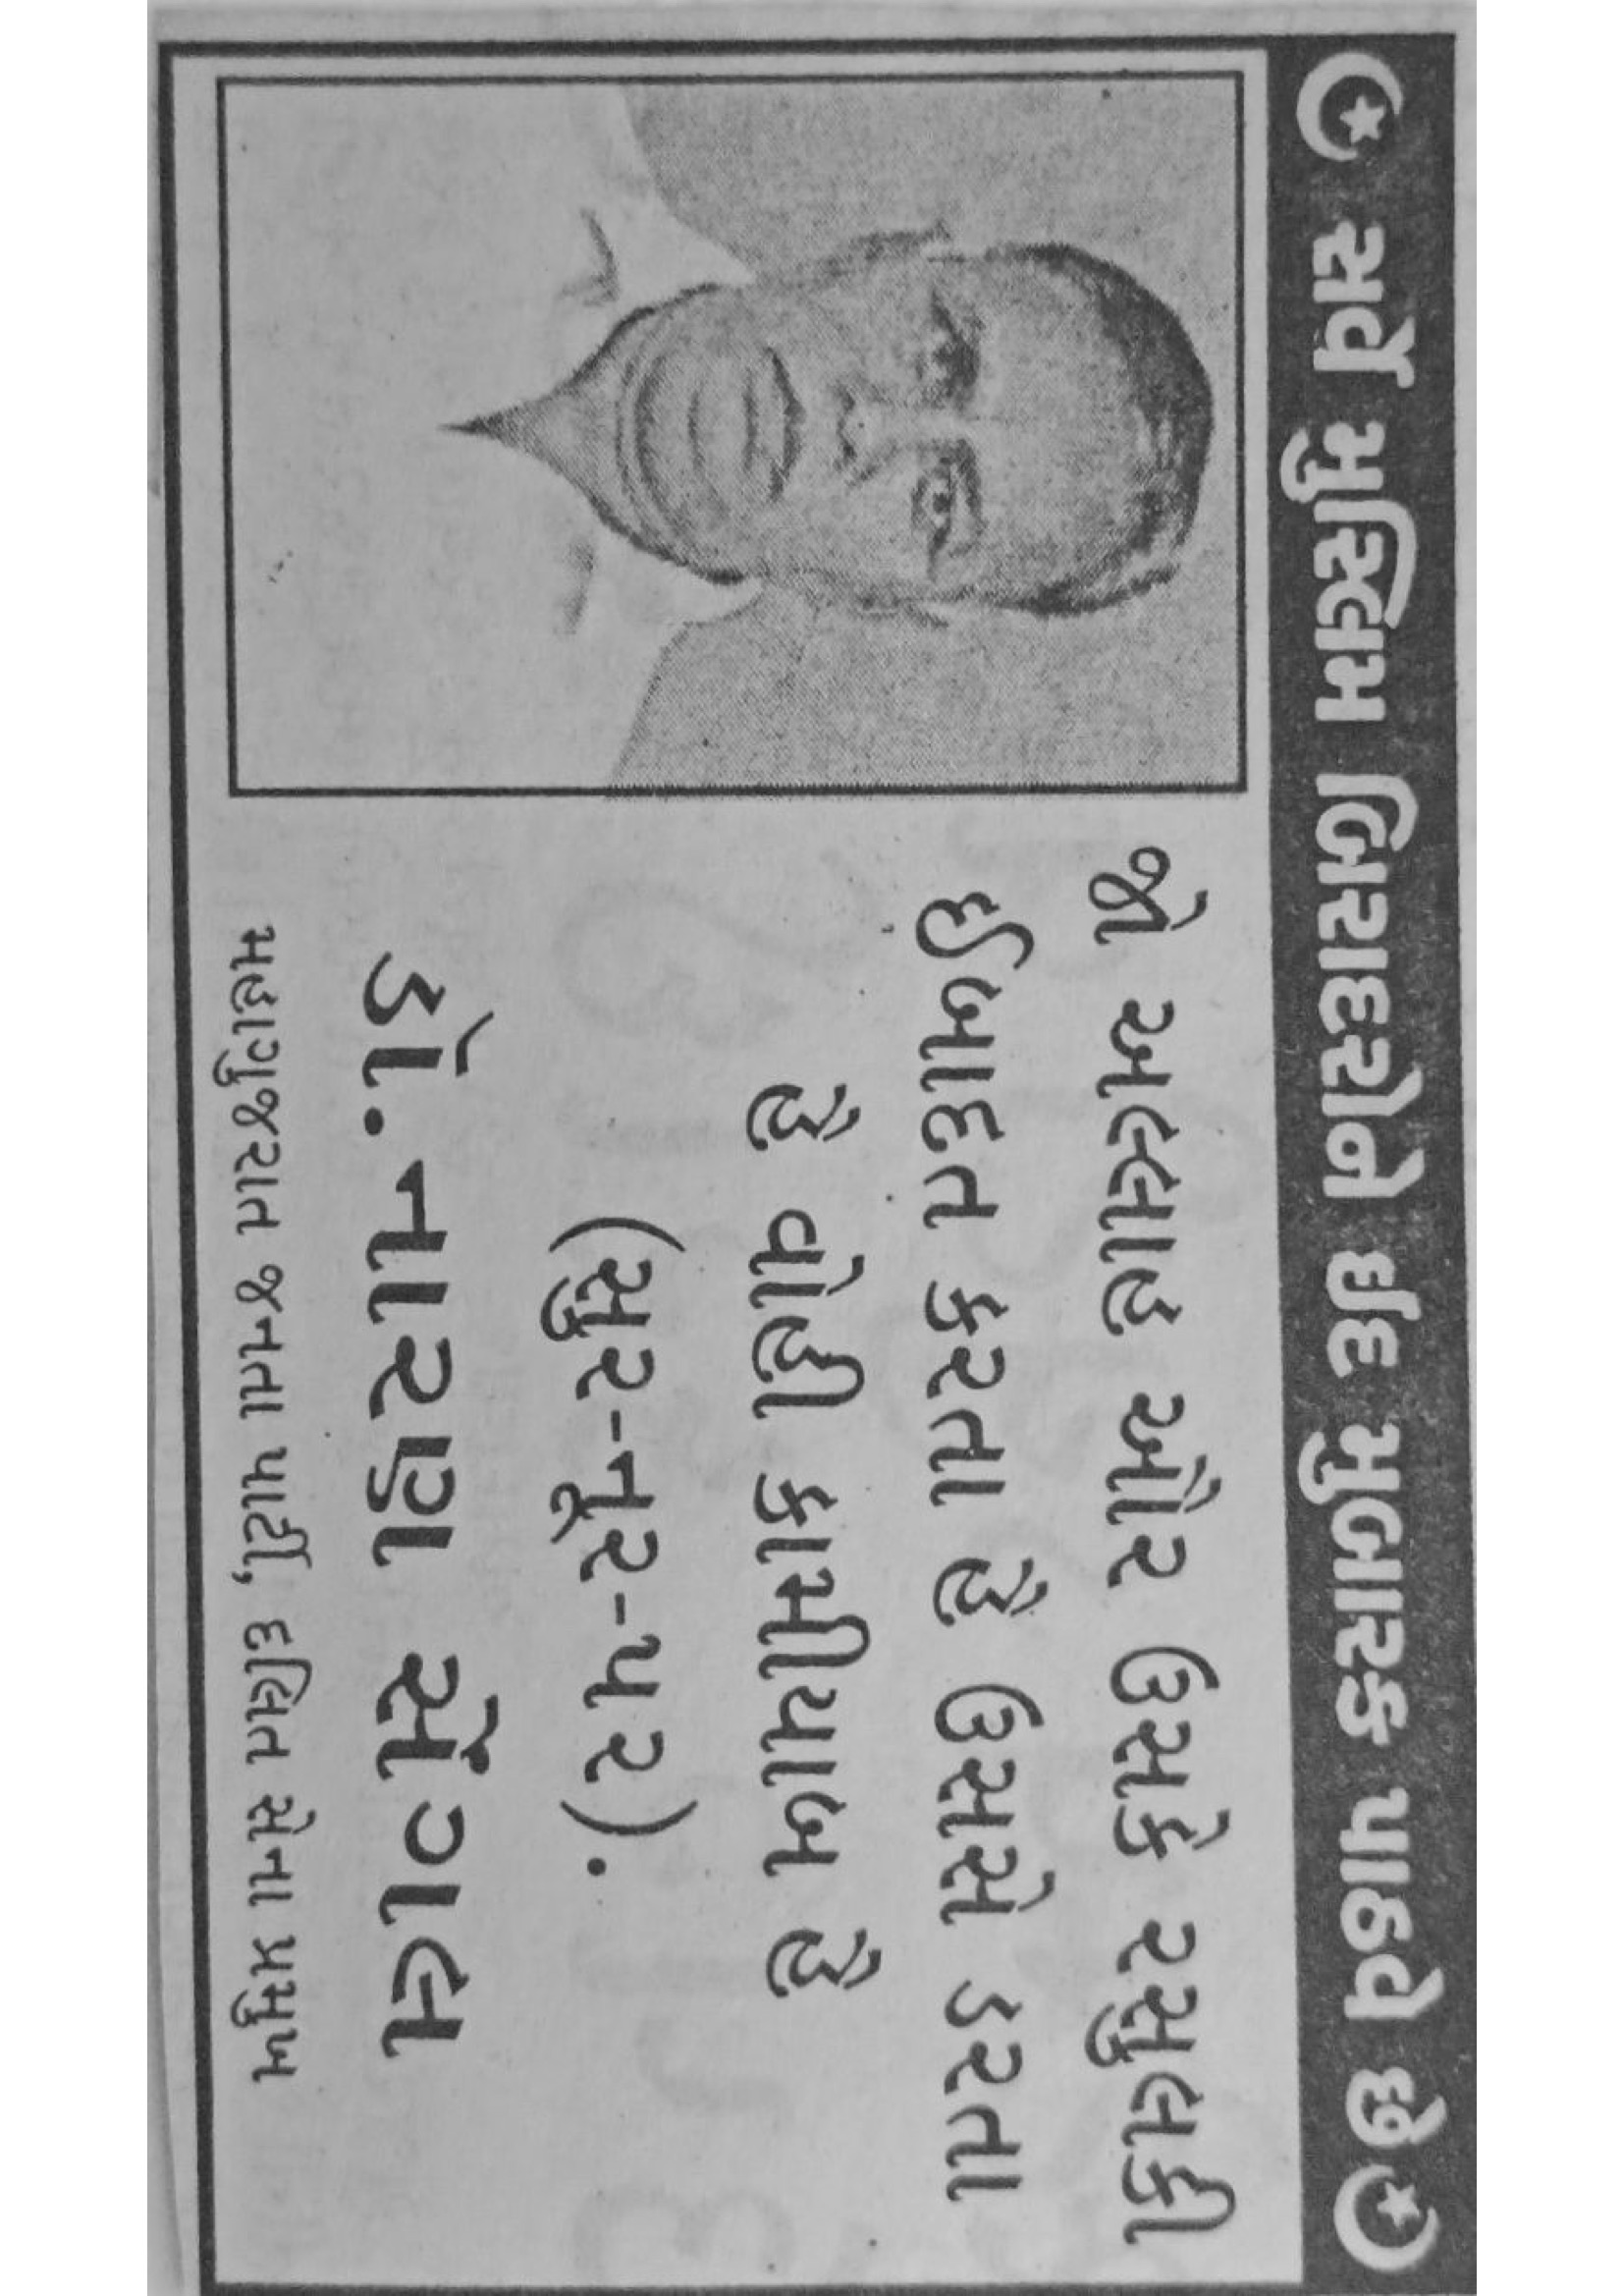 સર્વે મુસ્લિમ બિરાદરોને ઈદ મુબારક પાઠવે છે
જો અલ્લાહ ઔર ઉસકે રસુલકી
ઈબાદત કરતા હૈ ઉસસે ડરતા
હૈ વોહી કામીયાબ હૈ
(સુર-નૂર-પર).
ડૉ. નારણ સેંગલ
મહાગુજરાત જનતા પાર્ટી, દલિત સેના પ્રમુખ